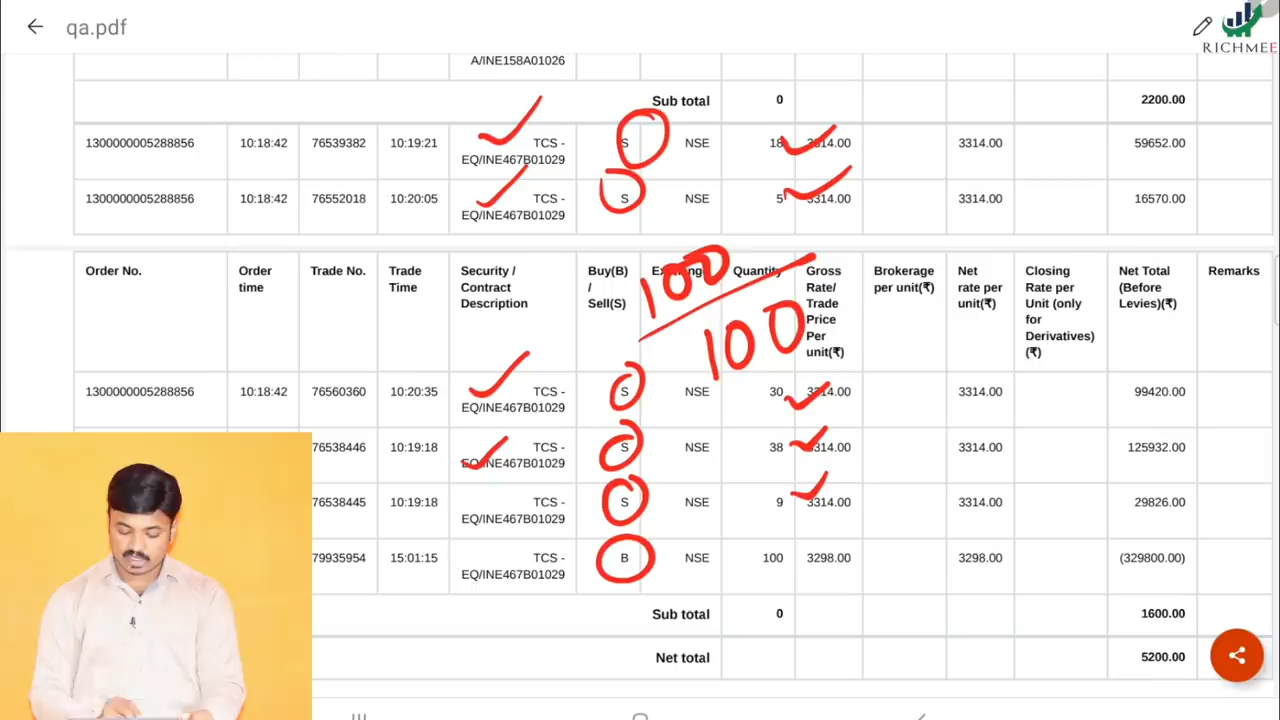 qa.pdf
RICHMEE
A/INE158A01026
Sub total 0 2200.00
1300000005288856 10:18:42 76539382 10:19:21 TCS - S NSE 18 3314.00 3314.00 59652.00
EQ/INE467B01029
1300000005288856 10:18:42 76552018 10:20:05 TCS - S NSE 5 3314.00 3314.00 16570.00
EQ/INE467B01029
100
100
Order No. Order Trade No. Trade Security / Buy(B) Exchange Quantity Gross Brokerage Net Closing Net Total Remarks
time Time Contract / Rate/ per unit(₹) rate per Rate per (Before
Description Sell(S) Trade unit(₹) Unit (only Levies)(₹)
Price for
Per Derivatives)
unit(₹) (₹)
1300000005288856 10:18:42 76560360 10:20:35 TCS - S NSE 30 3314.00 3314.00 99420.00
EQ/INE467B01029
76538446 10:19:18 TCS - S NSE 38 3314.00 3314.00 125932.00
EQ/INE467B01029
76538445 10:19:18 TCS - S NSE 9 3314.00 3314.00 29826.00
EQ/INE467B01029
79935954 15:01:15 TCS - B NSE 100 3298.00 3298.00 (329800.00)
EQ/INE467B01029
Sub total 0 1600.00
Net total 5200.00